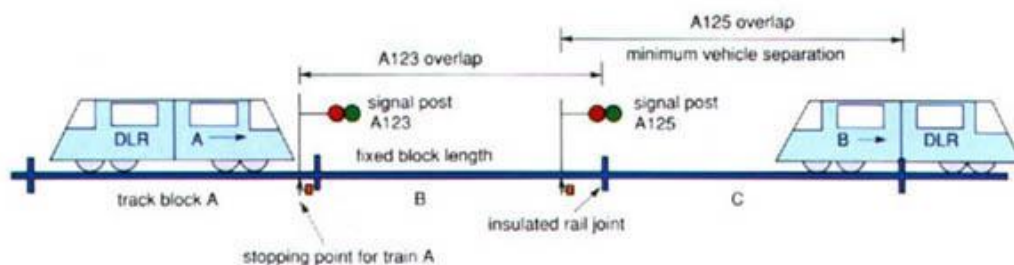 A125 overlap
minimum vehicle separation
A123 overlap
signal post
A123
signal post
A125
DLR
A
B
DLR
fixed block length
track block A
B
insulated rail joint
C
stopping point for train A